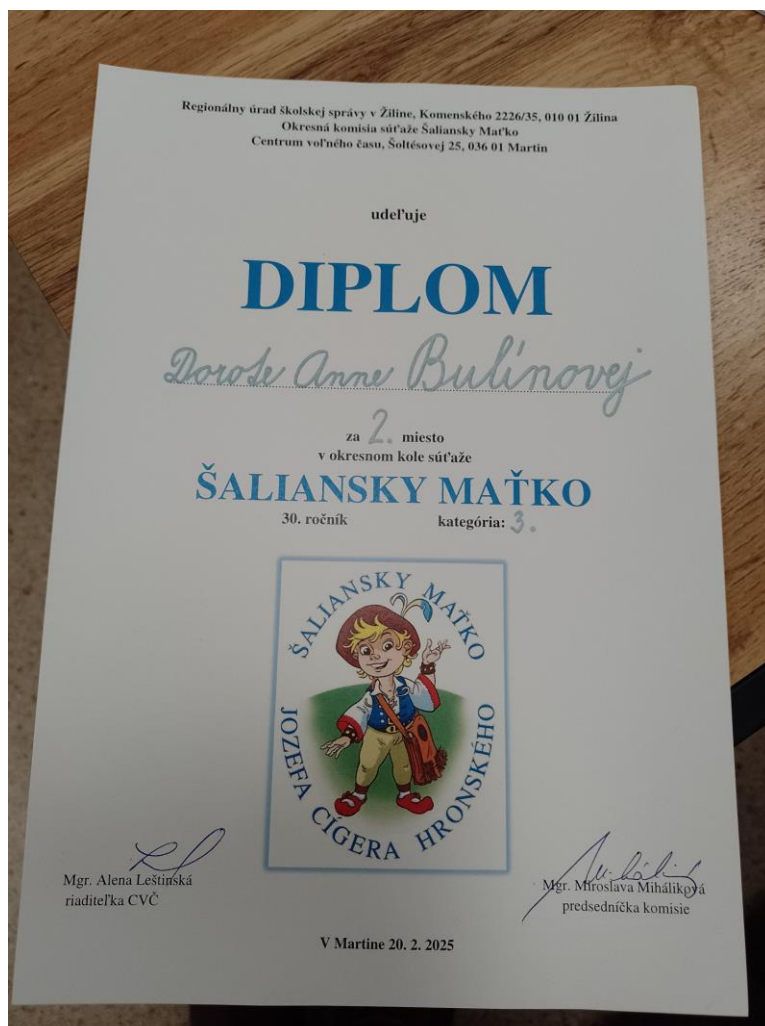 Regionálny úrad školskej správy v Žiline, Komenského 2226/35, 010 01 Žilina
Okresná komisia súťaže Šaliansky Maťko
Centrum voľného času, Šoltésovej 25, 036 01 Martin
udeľuje
DIPLOM
Dorote Anne Bulínovej
za 2. miesto
v okresnom kole súťaže
ŠALIANSKY MAŤKO
30. ročník kategória: 3.
ŠALIANSKY MAŤKO
JOZEFA CÍGERA HRONSKÉHO
Mgr. Alena Leštinská
riaditeľka CVČ
Mgr. Miroslava Miháliková
predsedníčka komisie
V Martine 20. 2. 2025